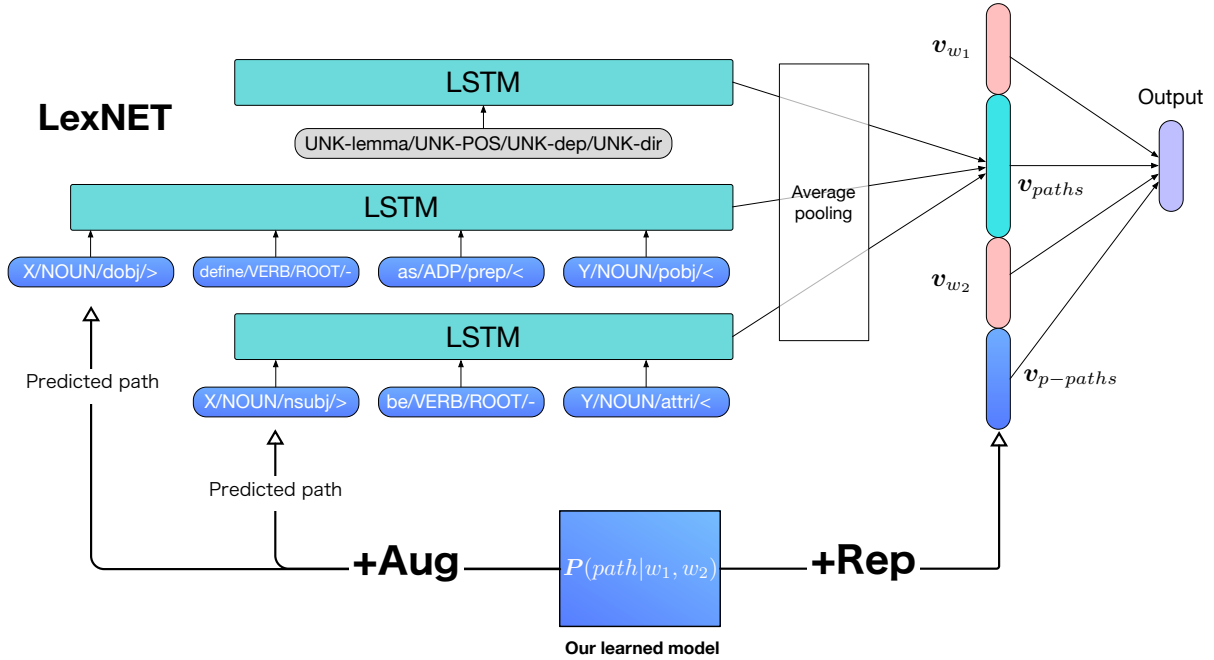 LexNET
LSTM
UNK-lemma/UNK-POS/UNK-dep/UNK-dir
LSTM
X/NOUN/dobj/>
define/VERB/ROOT/-
as/ADP/prep/<
Y/NOUN/pobj/<
LSTM
X/NOUN/nsubj/>
be/VERB/ROOT/-
Y/NOUN/attri/<
Predicted path
Predicted path
Average
pooling
v_{w_1}
v_{paths}
v_{w_2}
v_{p-paths}
Output
+Aug
P(path|w_1, w_2)
+Rep
Our learned model